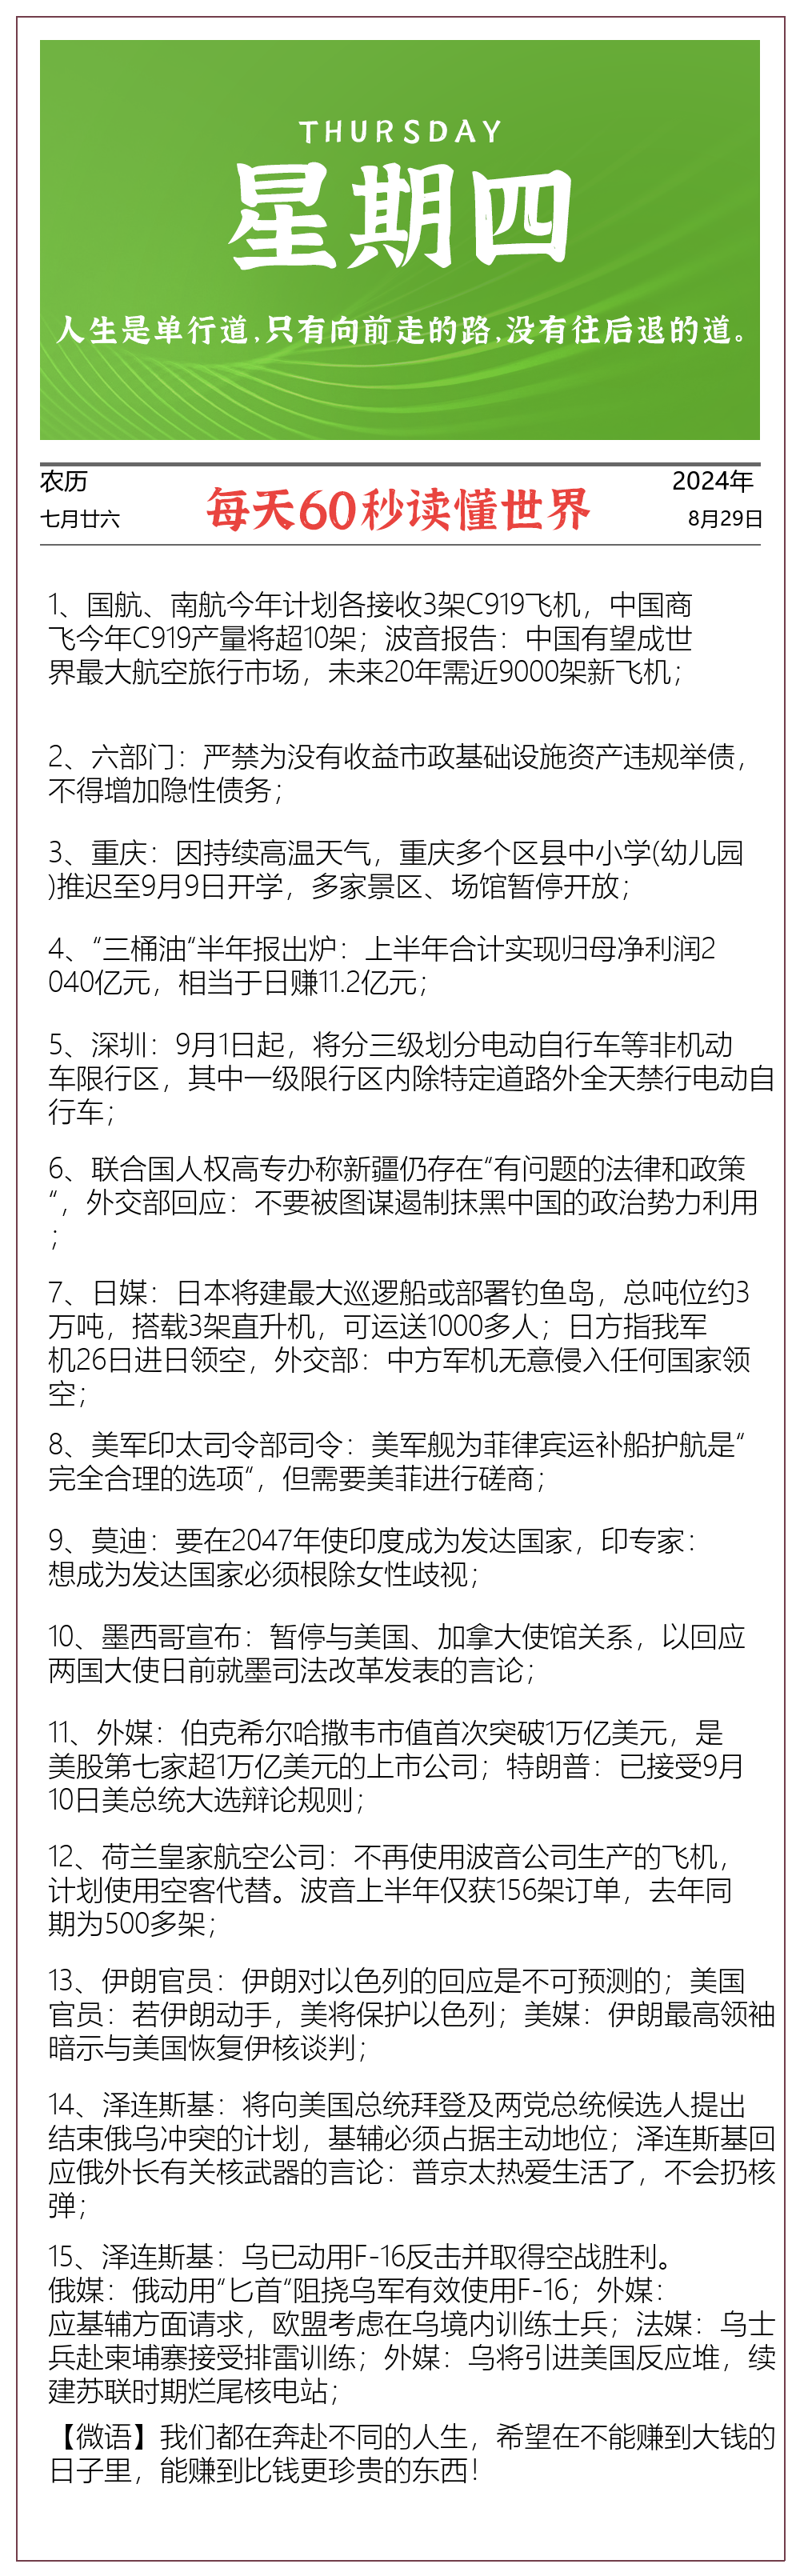 THURSDAY
星期四
人生是单行道,只有向前走的路,没有往后退的道。
农历
2024年
每天60秒读懂世界
七月廿六
8月29日
1、国航、南航今年计划各接收3架C919飞机，中国商
飞今年C919产量将超10架；波音报告：中国有望成世
界最大航空旅行市场，未来20年需近9000架新飞机；
2、六部门：严禁为没有收益市政基础设施资产违规举债，
不得增加隐性债务；
3、重庆：因持续高温天气，重庆多个区县中小学(幼儿园
)推迟至9月9日开学，多家景区、场馆暂停开放；
4、“三桶油“半年报出炉：上半年合计实现归母净利润2
040亿元，相当于日赚11.2亿元；
5、深圳：9月1日起，将分三级划分电动自行车等非机动
车限行区，其中一级限行区内除特定道路外全天禁行电动自
行车；
6、联合国人权高专办称新疆仍存在“有问题的法律和政策
“，外交部回应：不要被图谋遏制抹黑中国的政治势力利用
；
7、日媒：日本将建最大巡逻船或部署钓鱼岛，总吨位约3
万吨，搭载3架直升机，可运送1000多人；日方指我军
机26日进日领空，外交部：中方军机无意侵入任何国家领
空；
8、美军印太司令部司令：美军舰为菲律宾运补船护航是“
完全合理的选项“，但需要美菲进行磋商；
9、莫迪：要在2047年使印度成为发达国家，印专家：
想成为发达国家必须根除女性歧视；
10、墨西哥宣布：暂停与美国、加拿大使馆关系，以回应
两国大使日前就墨司法改革发表的言论；
11、外媒：伯克希尔哈撒韦市值首次突破1万亿美元，是
美股第七家超1万亿美元的上市公司；特朗普：已接受9月
10日美总统大选辩论规则；
12、荷兰皇家航空公司：不再使用波音公司生产的飞机，
计划使用空客代替。波音上半年仅获156架订单，去年同
期为500多架；
13、伊朗官员：伊朗对以色列的回应是不可预测的；美国
官员：若伊朗动手，美将保护以色列；美媒：伊朗最高领袖
暗示与美国恢复伊核谈判；
14、泽连斯基：将向美国总统拜登及两党总统候选人提出
结束俄乌冲突的计划，基辅必须占据主动地位；泽连斯基回
应俄外长有关核武器的言论：普京太热爱生活了，不会扔核
弹；
15、泽连斯基：乌已动用F-16反击并取得空战胜利。
俄媒：俄动用“匕首“阻挠乌军有效使用F-16；外媒：
应基辅方面请求，欧盟考虑在乌境内训练士兵；法媒：乌士
兵赴柬埔寨接受排雷训练；外媒：乌将引进美国反应堆，续
建苏联时期烂尾核电站；
【微语】我们都在奔赴不同的人生，希望在不能赚到大钱的
日子里，能赚到比钱更珍贵的东西！